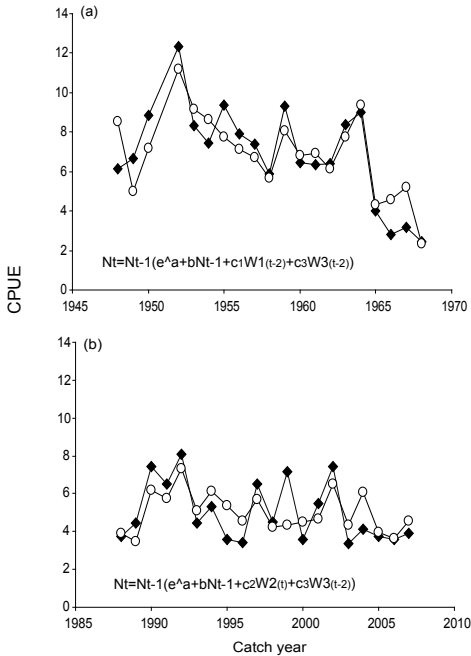 (a)
14
12
10
8
6
4
2
0
Nt=Nt-1(e^a+bNt-1+c1W1(t-2)+c3W3(t-2))
1945 1950 1955 1960 1965 1970
CPUE
(b)
14
12
10
8
6
4
2
0
Nt=Nt-1(e^a+bNt-1+c2W2(t)+c3W3(t-2))
1985 1990 1995 2000 2005 2010
Catch year